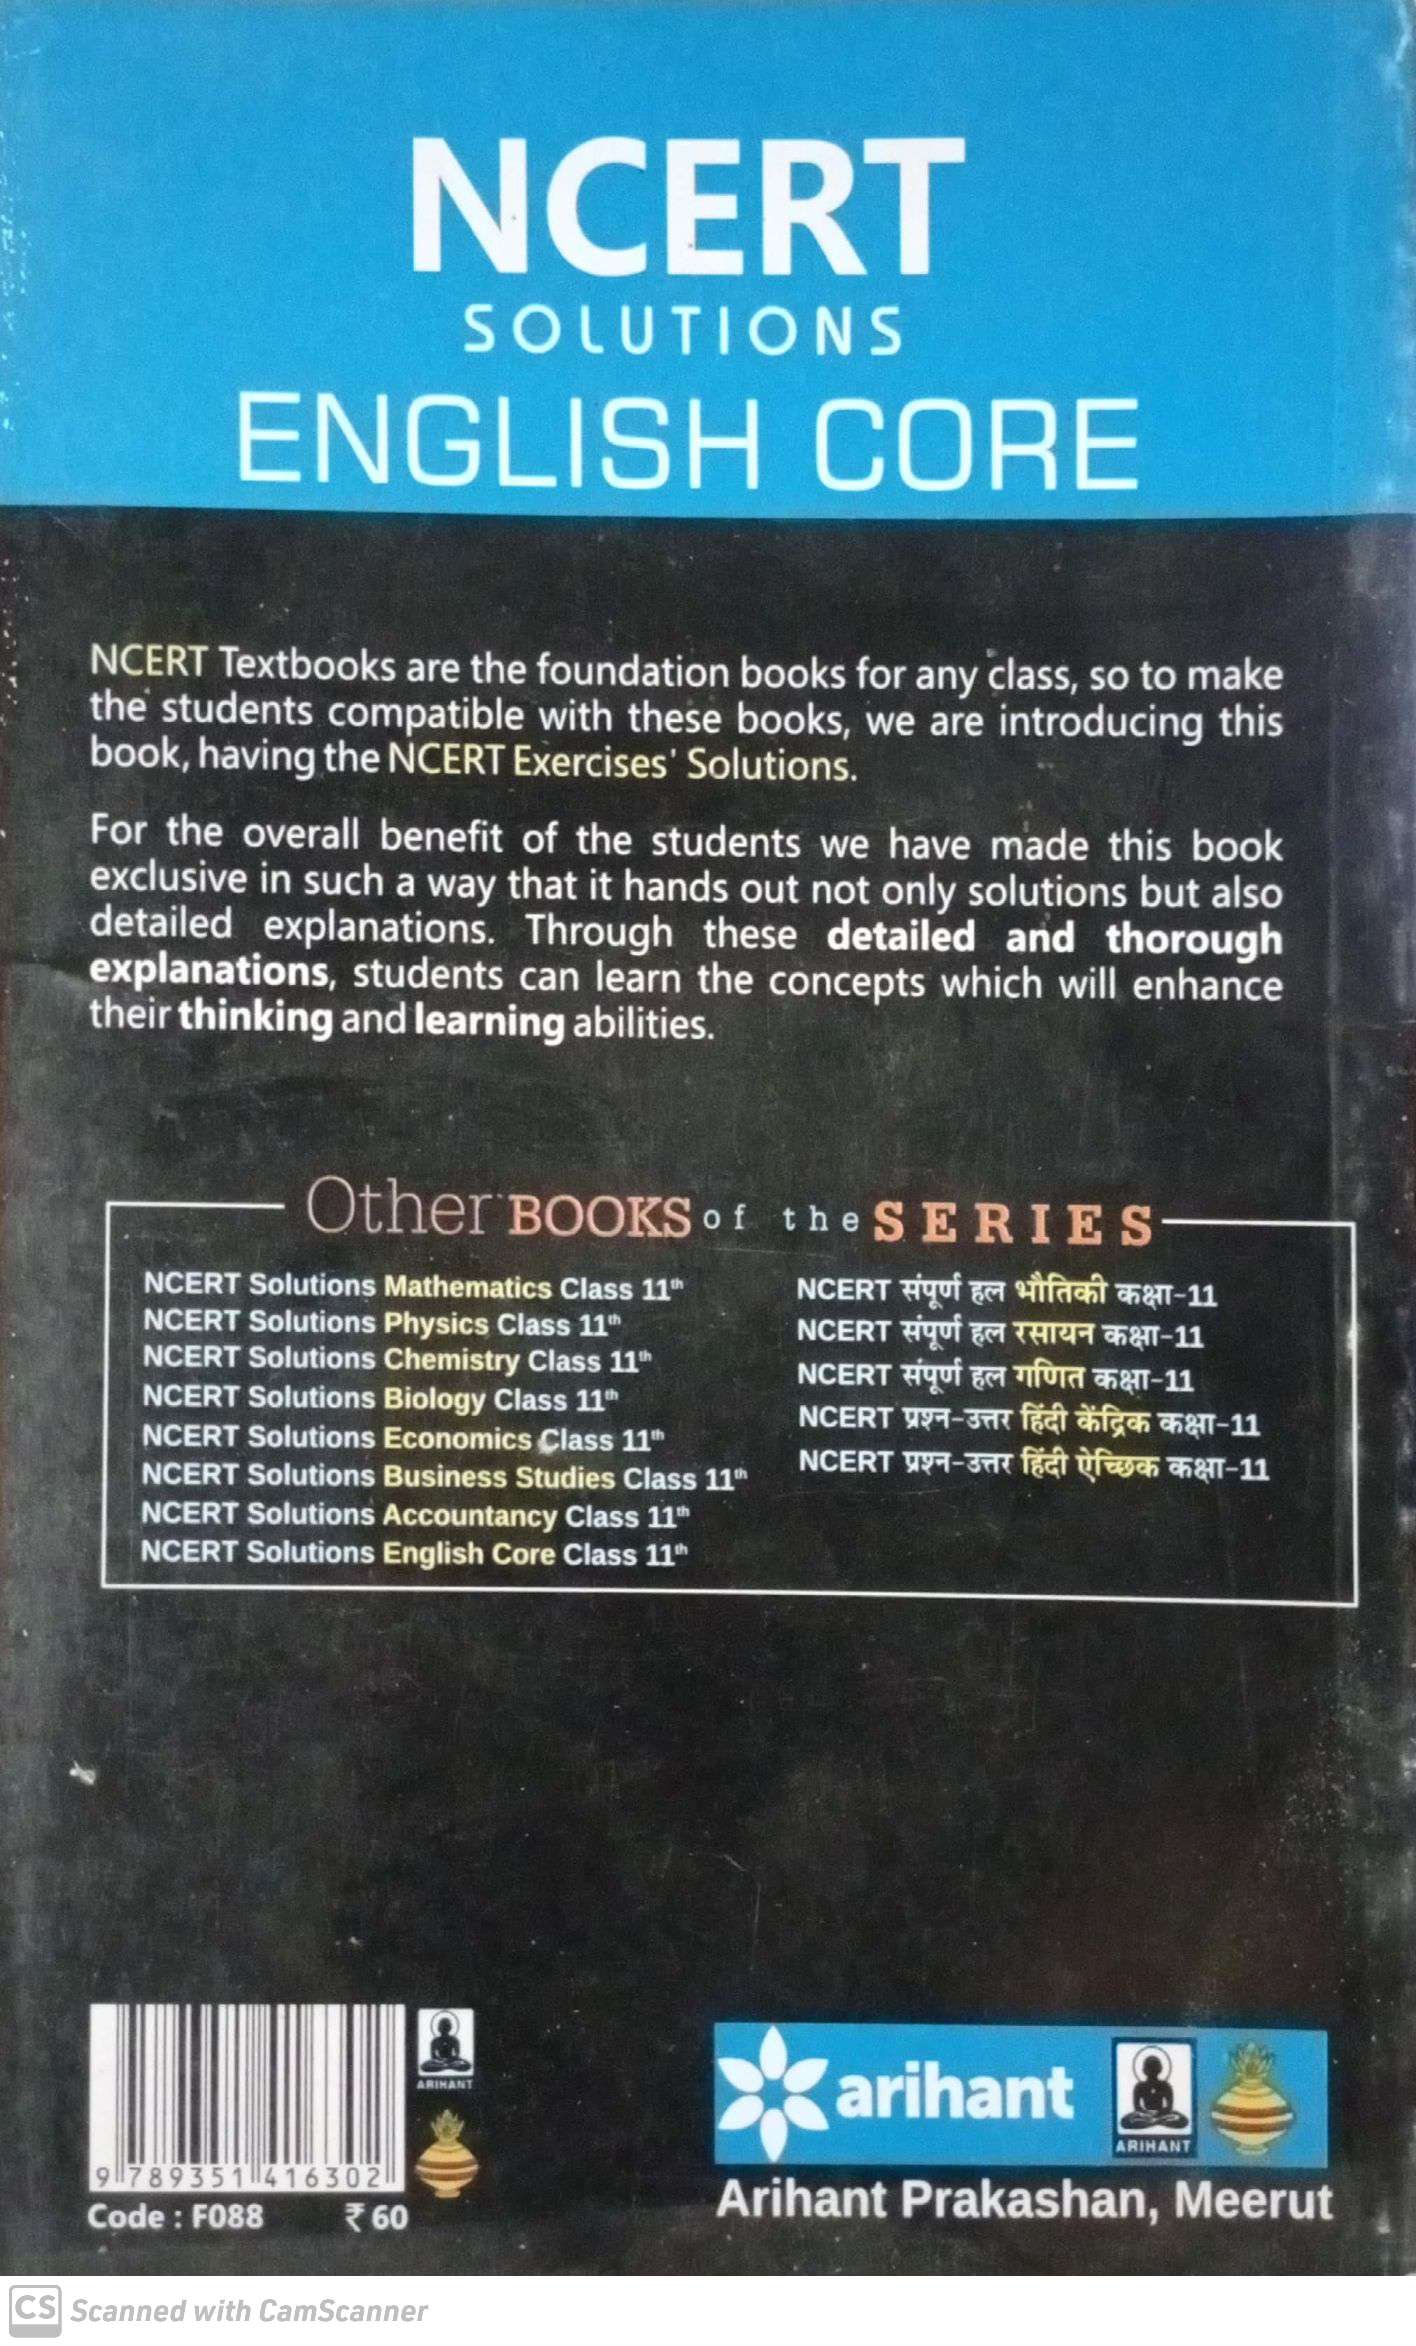 NCERT
SOLUTIONS
ENGLISH CORE
NCERT Textbooks are the foundation books for any class, so to make
the students compatible with these books, we are introducing this
book, having the NCERT Exercises' Solutions.
For the overall benefit of the students we have made this book
exclusive in such a way that it hands out not only solutions but also
detailed explanations. Through these detailed and thorough
explanations, students can learn the concepts which will enhance
their thinking and learning abilities.
Other BOOKS of the SERIES
NCERT Solutions Mathematics Class 11th
NCERT Solutions Physics Class 11th
NCERT Solutions Chemistry Class 11th
NCERT Solutions Biology Class 11th
NCERT Solutions Economics Class 11th
NCERT Solutions Business Studies Class 11th
NCERT Solutions Accountancy Class 11th
NCERT Solutions English Core Class 11th
NCERT संपूर्ण हल भौतिकी कक्षा-11
NCERT संपूर्ण हल रसायन कक्षा-11
NCERT संपूर्ण हल गणित कक्षा-11
NCERT प्रश्न-उत्तर हिंदी केंद्रिक कक्षा-11
NCERT प्रश्न-उत्तर हिंदी ऐच्छिक कक्षा-11
ARIHANT
9 789351 416302
Code : F088 ₹ 60
arihant
ARIHANT
Arihant Prakashan, Meerut
CS Scanned with CamScanner